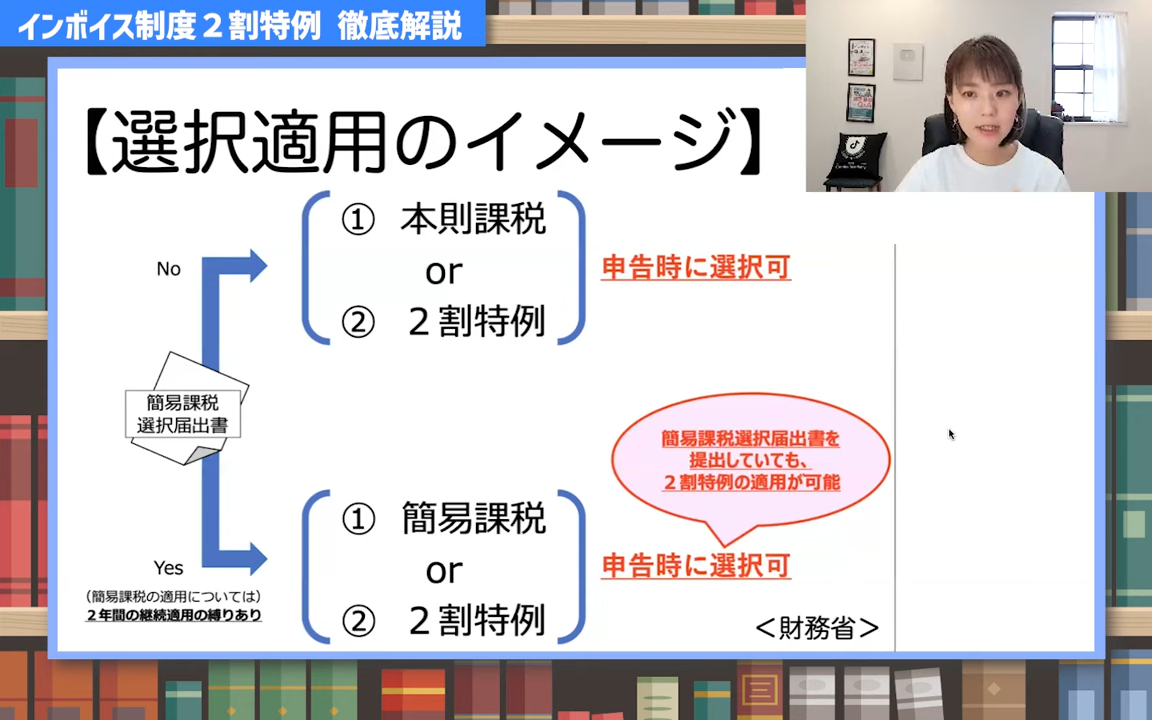 インボイス制度２割特例 徹底解説
【選択適用のイメージ】
No
① 本則課税
or
② ２割特例
申告時に選択可
簡易課税
選択届出書
簡易課税選択届出書を
提出していても、
２割特例の適用が可能
Yes
（簡易課税の適用については）
２年間の継続適用の縛りあり
① 簡易課税
or
② ２割特例
申告時に選択可
＜財務省＞